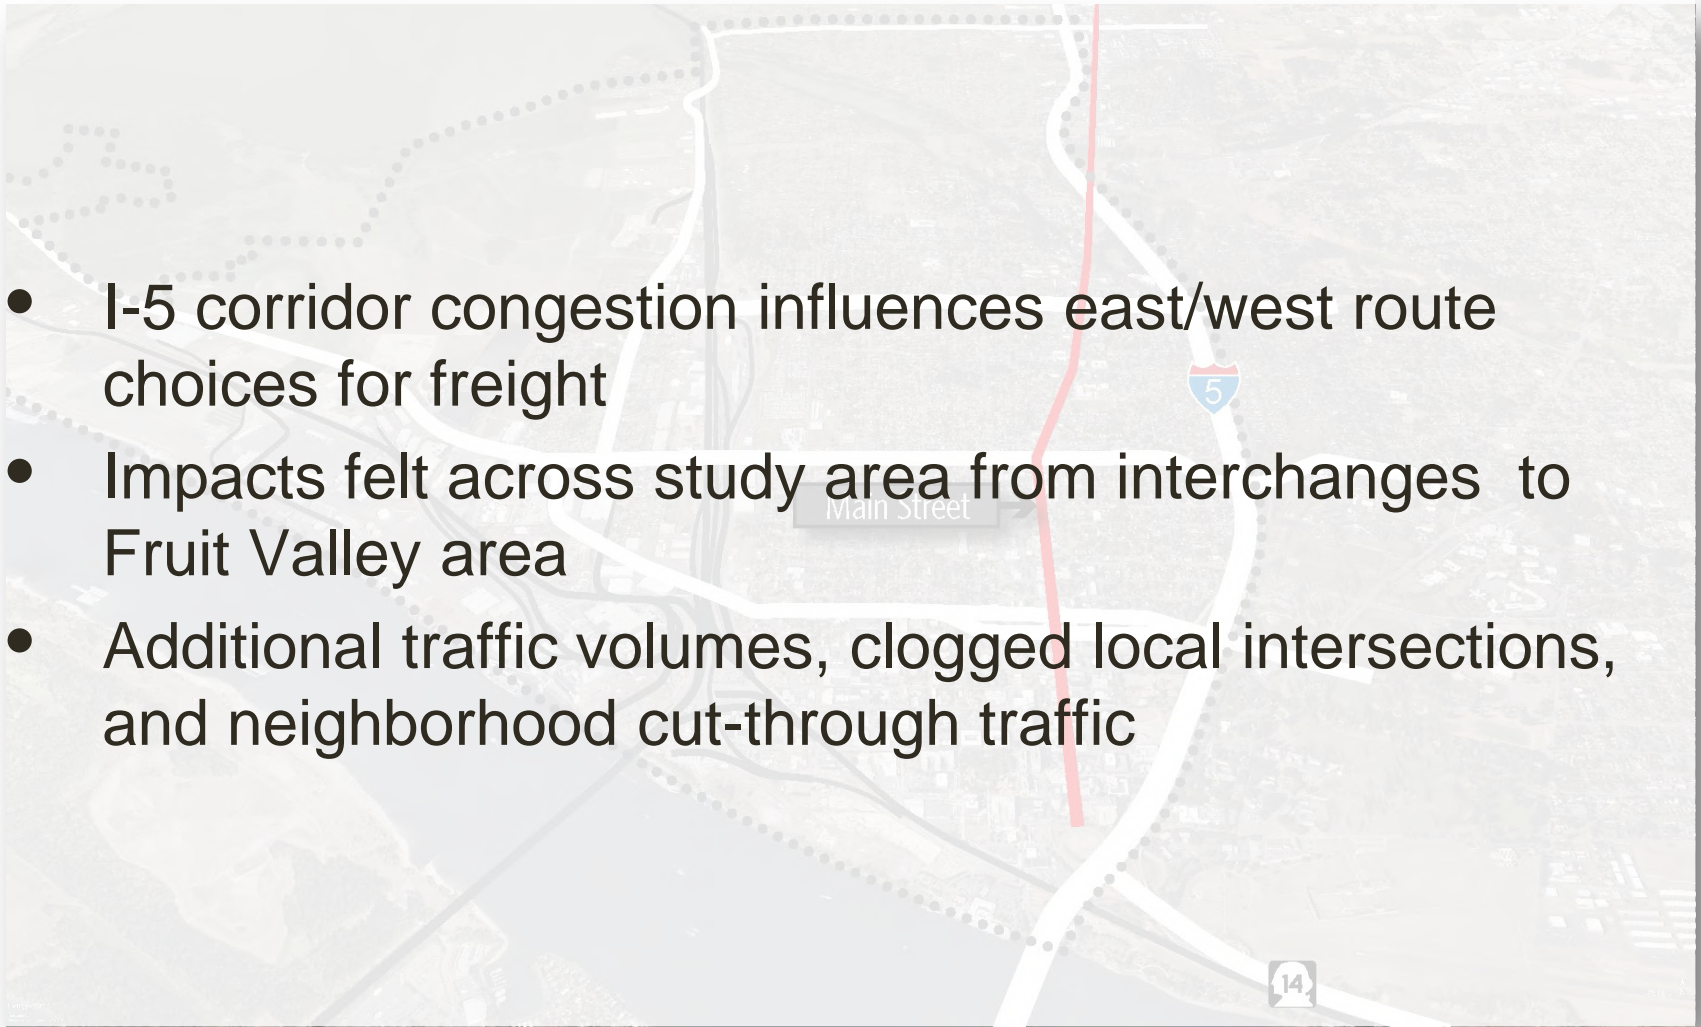 • I-5 corridor congestion influences east/west route
choices for freight
5
• Impacts felt across study area from interchanges to
Main Street
Fruit Valley area
• Additional traffic volumes, clogged local intersections,
and neighborhood cut-through traffic
14